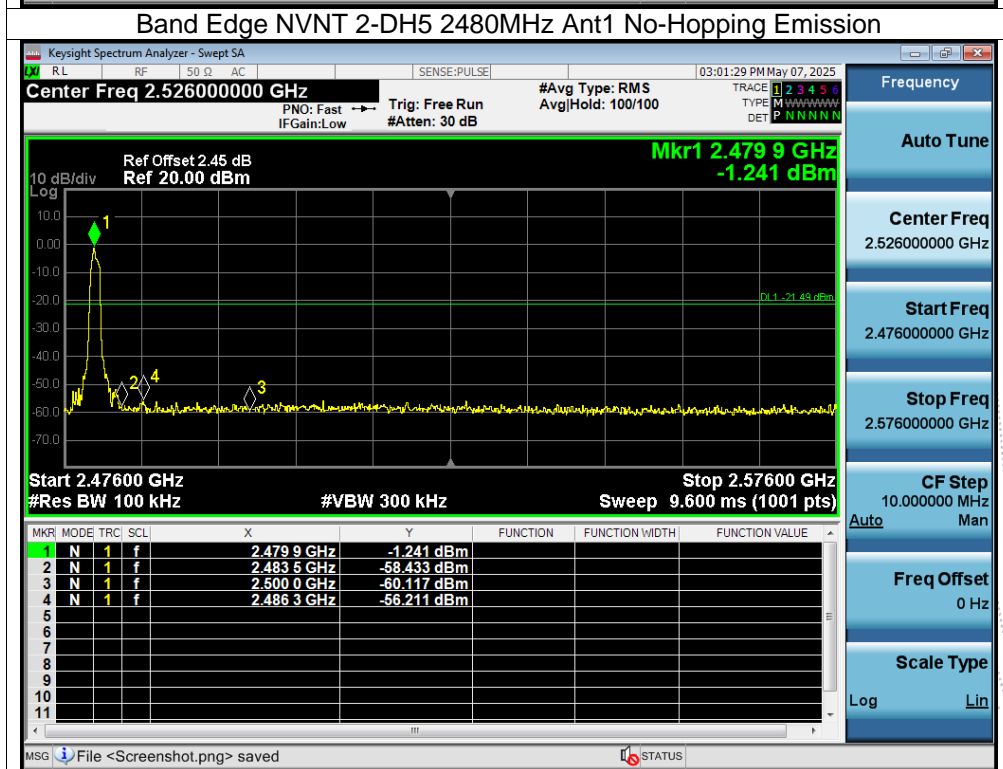 Band Edge NVNT 2-DH5 2480MHz Ant1 No-Hopping Emission
Keysight Spectrum Analyzer - Swept SA
LXI RL RF 50 Ω AC SENSE:PULSE 03:01:29 PM May 07, 2025
Center Freq 2.526000000 GHz #Avg Type: RMS TRACE 1 2 3 4 5 6
PNO: Fast Trig: Free Run Avg|Hold: 100/100 TYPE M WWWWW
IFGain:Low #Atten: 30 dB DET P N N N N N
Frequency
Mkr1 2.479 9 GHz
-1.241 dBm
Ref Offset 2.45 dB
10 dB/div Ref 20.00 dBm
Log
10.0
0.00
-10.0
-20.0
-30.0
-40.0
-50.0
-60.0
-70.0
1
2
4
3
DL1 -21.49 dBm
Start 2.47600 GHz Stop 2.57600 GHz
#Res BW 100 kHz #VBW 300 kHz Sweep 9.600 ms (1001 pts)
MKR MODE TRC SCL X Y FUNCTION FUNCTION WIDTH FUNCTION VALUE
1 N 1 f 2.479 9 GHz -1.241 dBm
2 N 1 f 2.483 5 GHz -58.433 dBm
3 N 1 f 2.500 0 GHz -60.117 dBm
4 N 1 f 2.486 3 GHz -56.211 dBm
5
6
7
8
9
10
11
Auto Tune
Center Freq
2.526000000 GHz
Start Freq
2.476000000 GHz
Stop Freq
2.576000000 GHz
CF Step
10.000000 MHz
Auto Man
Freq Offset
0 Hz
Scale Type
Log Lin
MSG File <Screenshot.png> saved STATUS